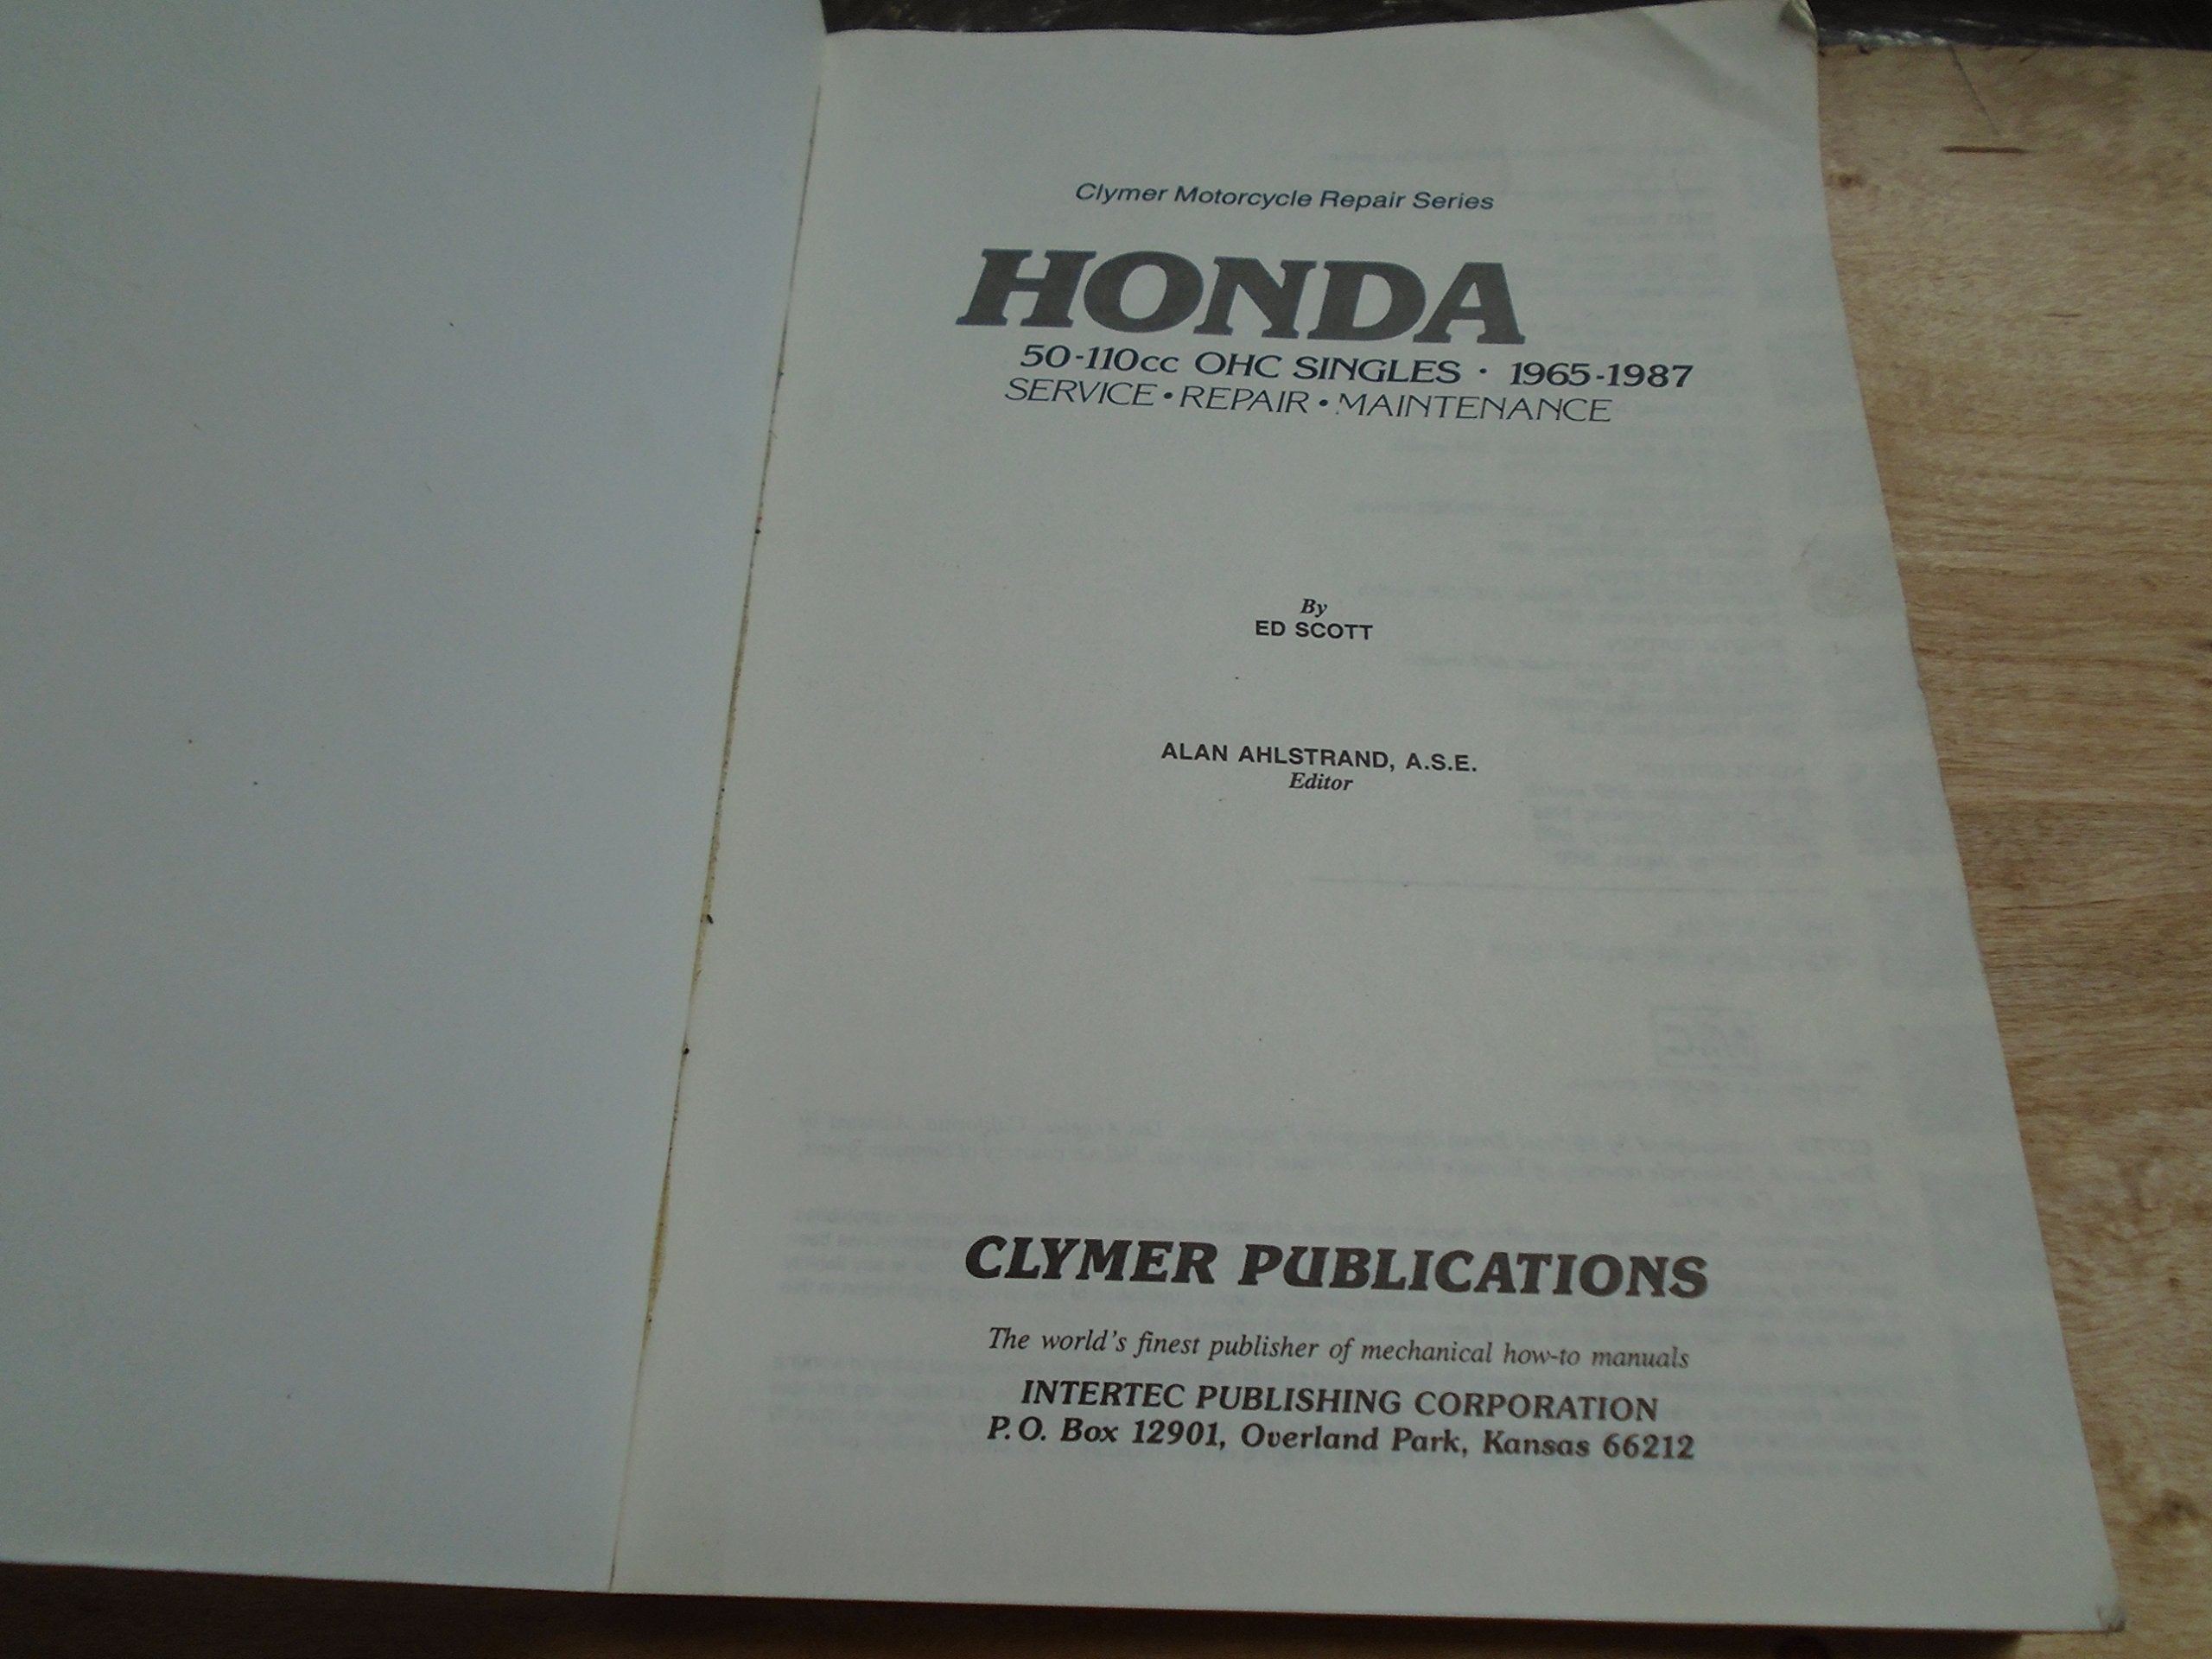 Clymer Motorcycle Repair Series
HONDA
50-110cc OHC SINGLES · 1965-1987
SERVICE • REPAIR • MAINTENANCE
By
ED SCOTT
ALAN AHLSTRAND, A.S.E.
Editor
CLYMER PUBLICATIONS
The world's finest publisher of mechanical how-to manuals
INTERTEC PUBLISHING CORPORATION
P.O. Box 12901, Overland Park, Kansas 66212